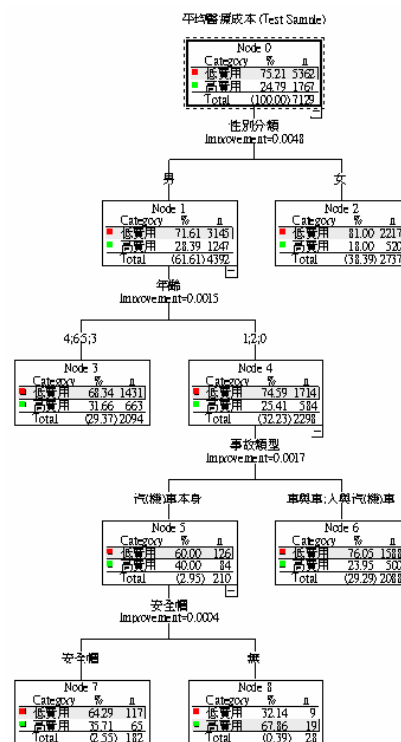 平均醫療成本 (Test Sample)
Node 0
Category % n
低費用 75.21 5362
高費用 24.79 1767
Total (100.00) 7129
性別分類
Improvement=0.0048
男
女
Node 1
Category % n
低費用 71.61 3145
高費用 28.39 1247
Total (61.61) 4392
Node 2
Category % n
低費用 81.00 2217
高費用 18.00 520
Total (38.39) 2737
年齡
Improvement=0.0015
4;6;5;3
1;2;0
Node 3
Category % n
低費用 68.34 1431
高費用 31.66 663
Total (29.37) 2094
Node 4
Category % n
低費用 74.59 1714
高費用 25.41 584
Total (32.23) 2298
事故類型
Improvement=0.0017
汽(機)車本身
車與車;人與汽(機)車
Node 5
Category % n
低費用 60.00 126
高費用 40.00 84
Total (2.95) 210
Node 6
Category % n
低費用 76.05 1588
高費用 23.95 500
Total (29.29) 2088
安全帽
Improvement=0.0004
安全帽
無
Node 7
Category % n
低費用 64.29 117
高費用 35.71 65
Total (2.55) 182
Node 8
Category % n
低費用 32.14 9
高費用 67.86 19
Total (0.39) 28